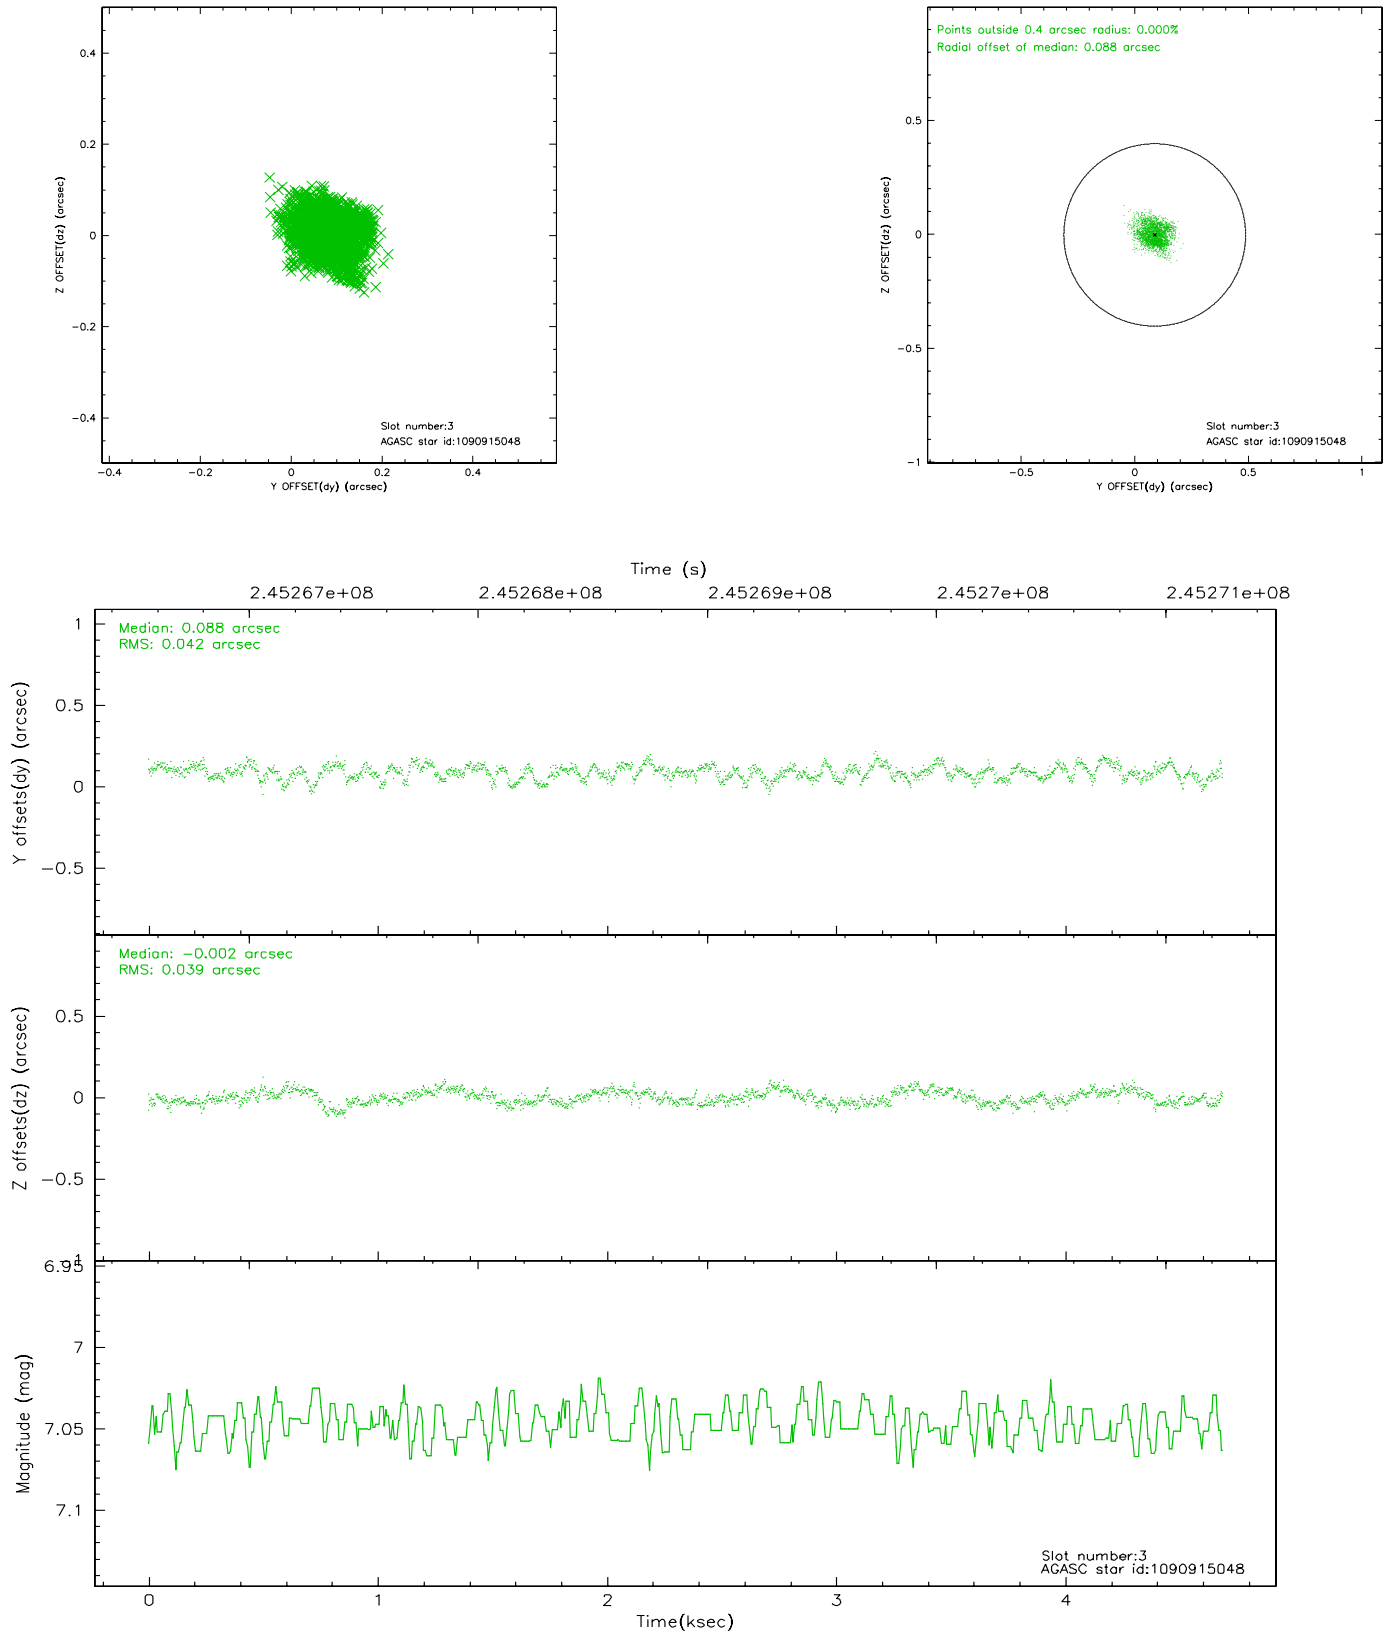 0.4
0.2
0
-0.2
-0.4
Z OFFSET(dz) (arcsec)
Slot number:3
AGASC star id:1090915048
-0.4 -0.2 0 0.2 0.4
Y OFFSET(dy) (arcsec)
Points outside 0.4 arcsec radius: 0.000%
Radial offset of median: 0.088 arcsec
0.5
0
-0.5
-1
Z OFFSET(dz) (arcsec)
Slot number:3
AGASC star id:1090915048
-0.5 0 0.5 1
Y OFFSET(dy) (arcsec)
Time (s)
2.45267e+08 2.45268e+08 2.45269e+08 2.4527e+08 2.45271e+08
Median: 0.088 arcsec
RMS: 0.042 arcsec
1
0.5
0
-0.5
Y offsets(dy) (arcsec)
Median: -0.002 arcsec
RMS: 0.039 arcsec
0.5
0
-0.5
-1
Z offsets(dz) (arcsec)
6.95
7
7.05
7.1
Magnitude (mag)
Slot number:3
AGASC star id:1090915048
0 1 2 3 4
Time(ksec)